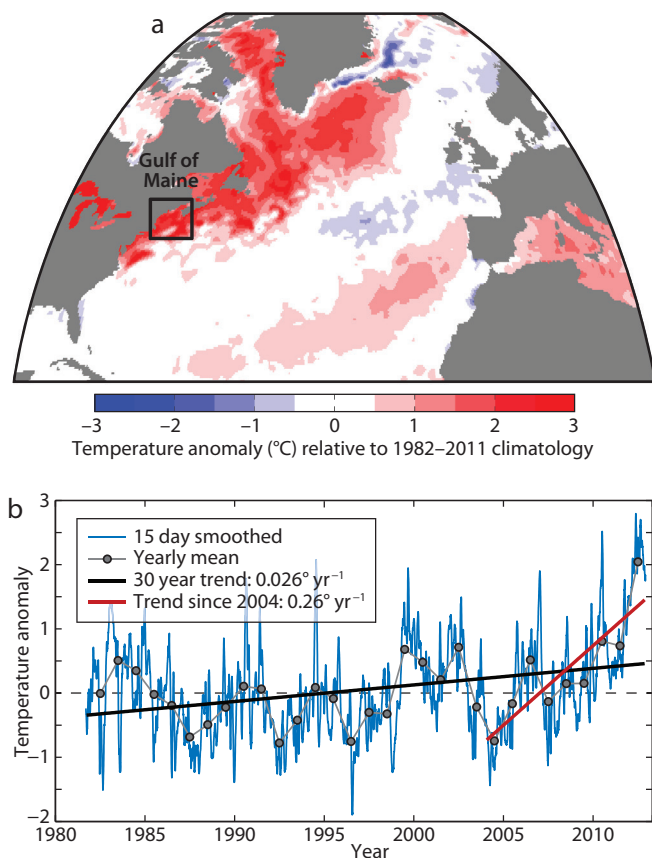 a
Gulf of
Maine
−3 −2 −1 0 1 2 3
Temperature anomaly (°C) relative to 1982–2011 climatology
b
3
2
1
0
−1
−2
Temperature anomaly
15 day smoothed
Yearly mean
30 year trend: 0.026° yr⁻¹
Trend since 2004: 0.26° yr⁻¹
1980 1985 1990 1995 2000 2005 2010
Year